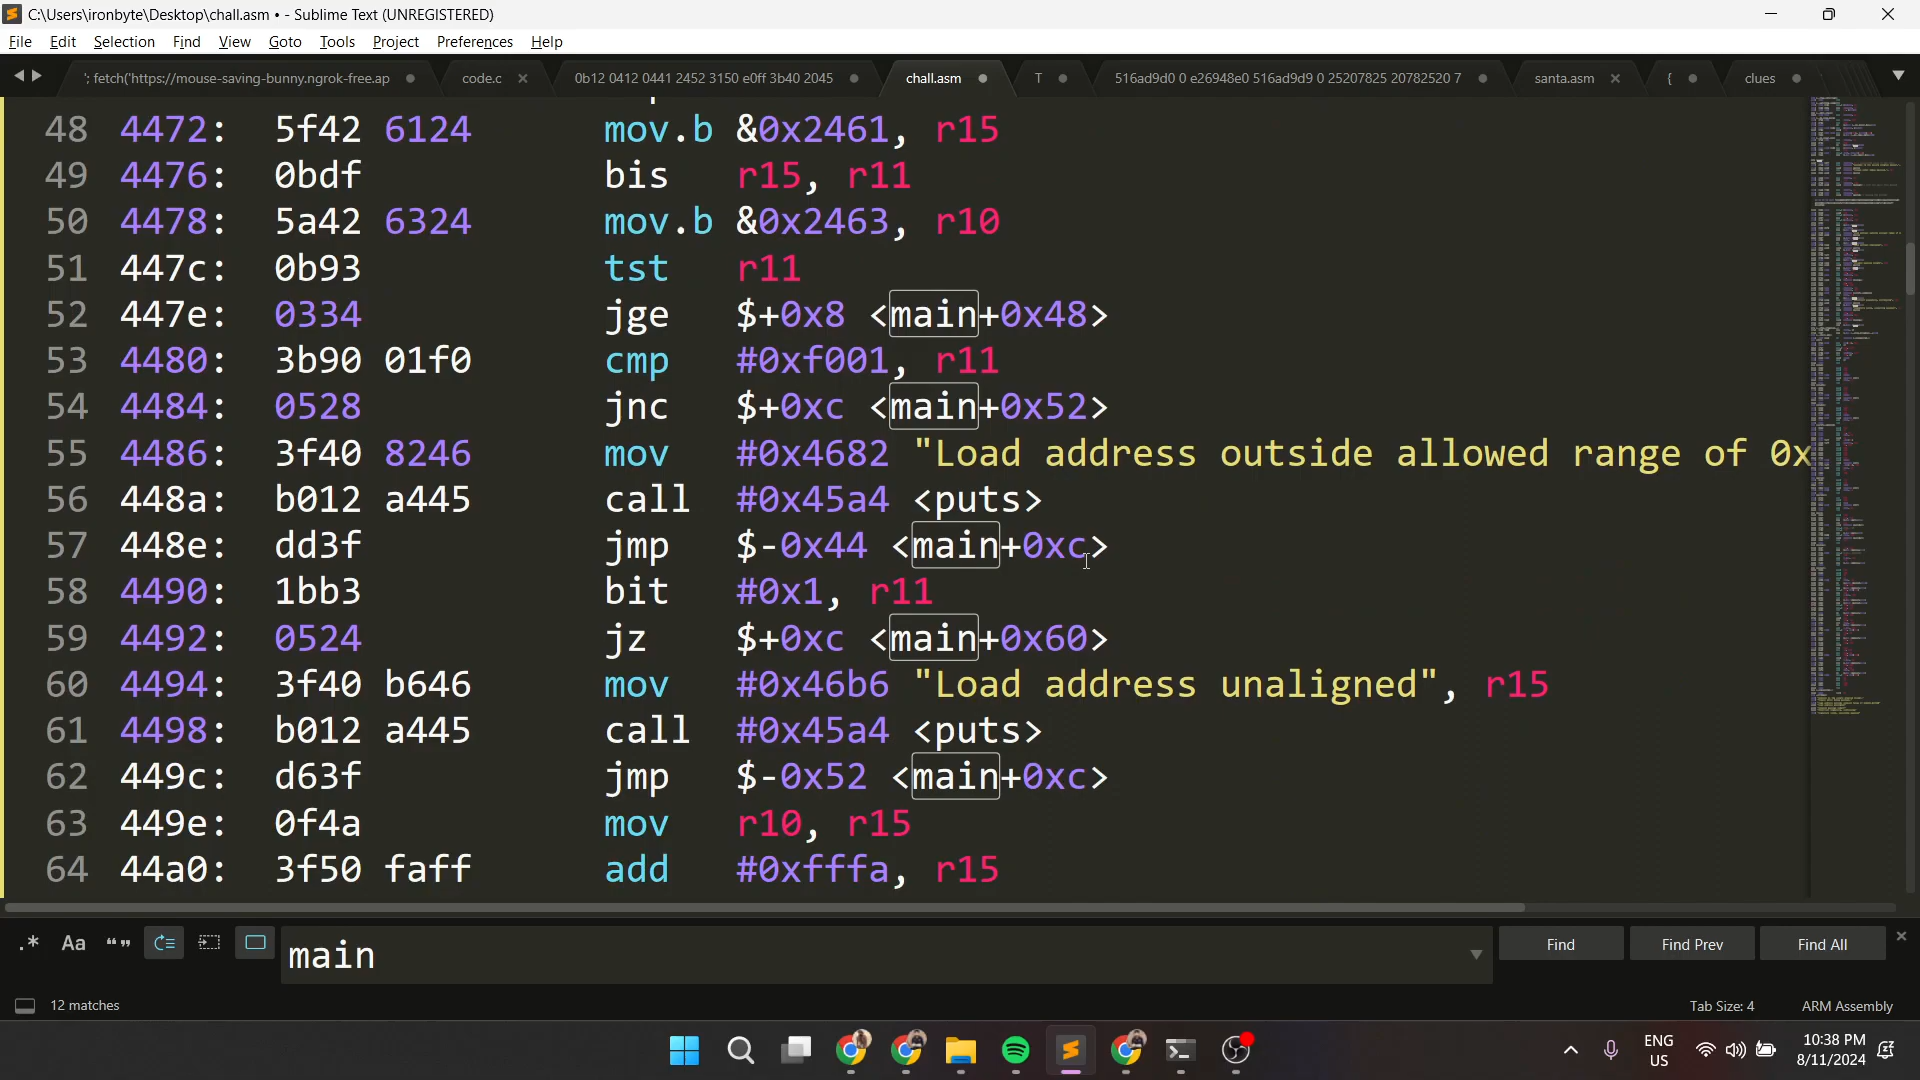 C:\Users\ironbyte\Desktop\chall.asm • - Sublime Text (UNREGISTERED)
File Edit Selection Find View Goto Tools Project Preferences Help
'; fetch('https://mouse-saving-bunny.ngrok-free.ap code.c 0b12 0412 0441 2452 3150 e0ff 3b40 2045 chall.asm T 516ad9d0 0 e26948e0 516ad9d9 0 25207825 20782520 7 santa.asm { clues
48 4472: 5f42 6124 mov.b &0x2461, r15
49 4476: 0bdf bis r15, r11
50 4478: 5a42 6324 mov.b &0x2463, r10
51 447c: 0b93 tst r11
52 447e: 0334 jge $+0x8 <main+0x48>
53 4480: 3b90 01f0 cmp #0xf001, r11
54 4484: 0528 jnc $+0xc <main+0x52>
55 4486: 3f40 8246 mov #0x4682 "Load address outside allowed range of 0x
56 448a: b012 a445 call #0x45a4 <puts>
57 448e: dd3f jmp $-0x44 <main+0xc>
58 4490: 1bb3 bit #0x1, r11
59 4492: 0524 jz $+0xc <main+0x60>
60 4494: 3f40 b646 mov #0x46b6 "Load address unaligned", r15
61 4498: b012 a445 call #0x45a4 <puts>
62 449c: d63f jmp $-0x52 <main+0xc>
63 449e: 0f4a mov r10, r15
64 44a0: 3f50 faff add #0xfffa, r15
.* Aa “” main Find Find Prev Find All
12 matches Tab Size: 4 ARM Assembly
ENG US 10:38 PM 8/11/2024